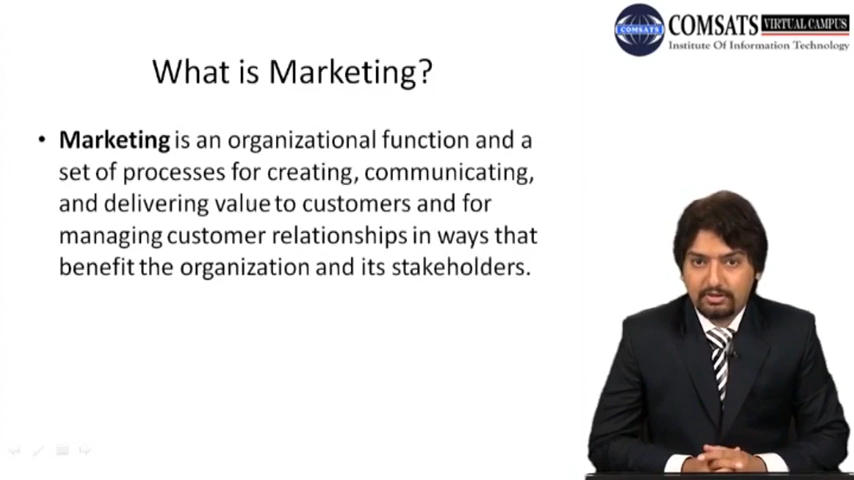 COMSATS VIRTUAL CAMPUS
Institute Of Information Technology
COMSATS
What is Marketing?
• Marketing is an organizational function and a
set of processes for creating, communicating,
and delivering value to customers and for
managing customer relationships in ways that
benefit the organization and its stakeholders.